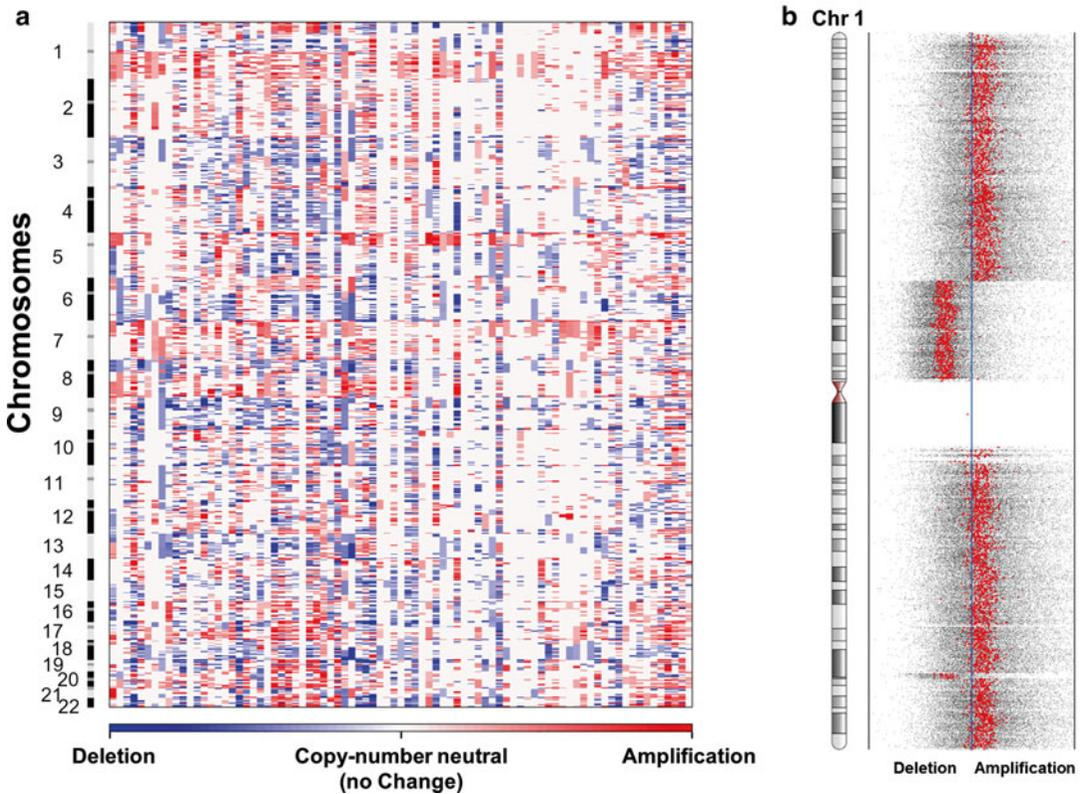 a
Chromosomes
1
2
3
4
5
6
7
8
9
10
11
12
13
14
15
16
17
18
19
20
21
22
Deletion
Copy-number neutral
(no Change)
Amplification
b
Chr 1
Deletion
Amplification